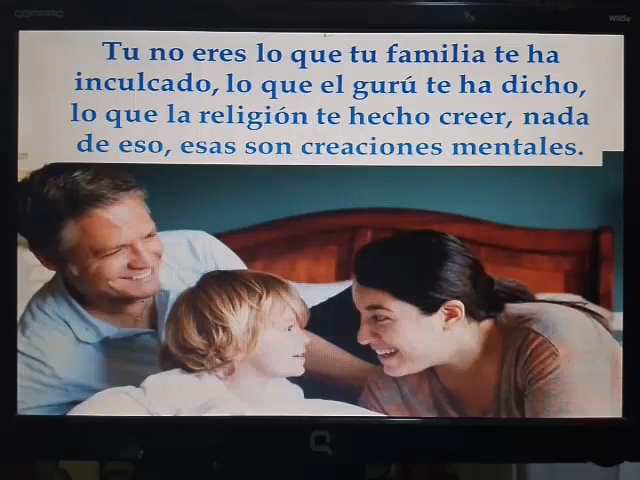 COMPAQ
Tu no eres lo que tu familia te ha
inculcado, lo que el gurú te ha dicho,
lo que la religión te hecho creer, nada
de eso, esas son creaciones mentales.